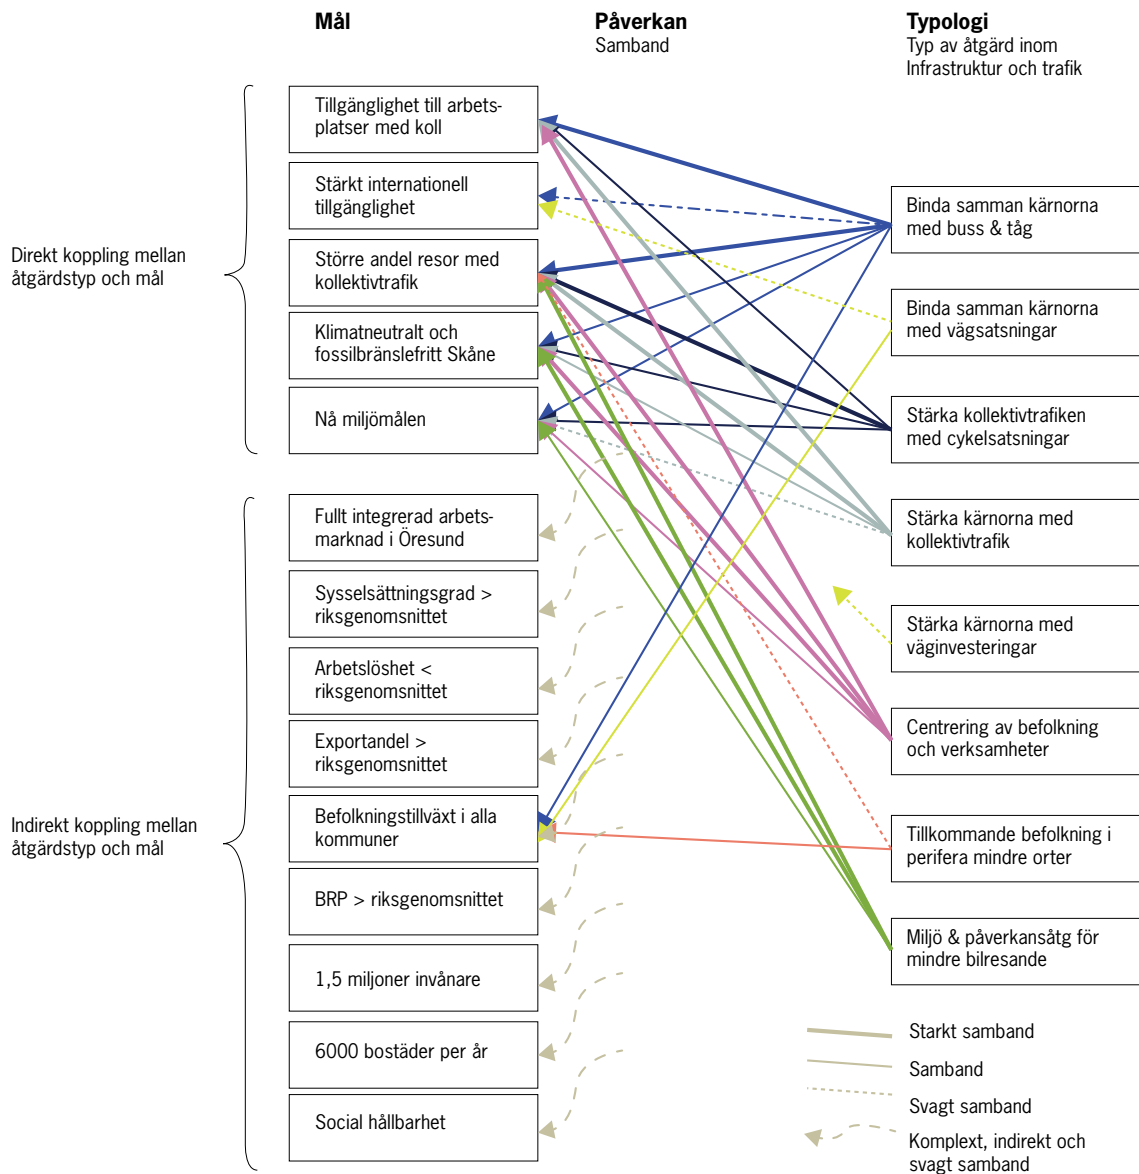 Mål
Påverkan
Samband
Typologi
Typ av åtgärd inom
Infrastruktur och trafik
Direkt koppling mellan
åtgärdstyp och mål
Tillgänglighet till arbets-
platser med koll
Stärkt internationell
tillgänglighet
Större andel resor med
kollektivtrafik
Klimatneutralt och
fossilbränslefritt Skåne
Nå miljömålen
Indirekt koppling mellan
åtgärdstyp och mål
Fullt integrerad arbets-
marknad i Öresund
Sysselsättningsgrad >
riksgenomsnittet
Arbetslöshet <
riksgenomsnittet
Exportandel >
riksgenomsnittet
Befolkningstillväxt i alla
kommuner
BRP > riksgenomsnittet
1,5 miljoner invånare
6000 bostäder per år
Social hållbarhet
Binda samman kärnorna
med buss & tåg
Binda samman kärnorna
med vägsatsningar
Stärka kollektivtrafiken
med cykelsatsningar
Stärka kärnorna med
kollektivtrafik
Stärka kärnorna med
väginvesteringar
Centrering av befolkning
och verksamheter
Tillkommande befolkning i
perifera mindre orter
Miljö & påverkansåtg för
mindre bilresande
Starkt samband
Samband
Svagt samband
Komplext, indirekt och
svagt samband